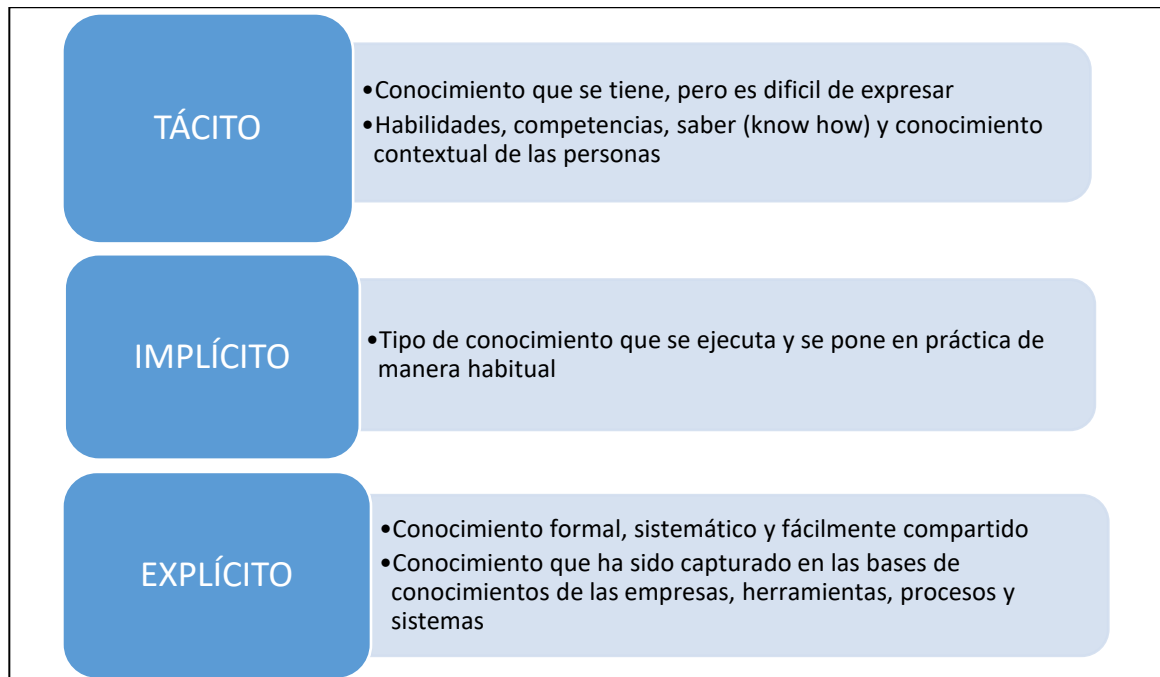 TÁCITO
•Conocimiento que se tiene, pero es dificil de expresar
•Habilidades, competencias, saber (know how) y conocimiento
contextual de las personas
IMPLÍCITO
•Tipo de conocimiento que se ejecuta y se pone en práctica de
manera habitual
EXPLÍCITO
•Conocimiento formal, sistemático y fácilmente compartido
•Conocimiento que ha sido capturado en las bases de
conocimientos de las empresas, herramientas, procesos y
sistemas